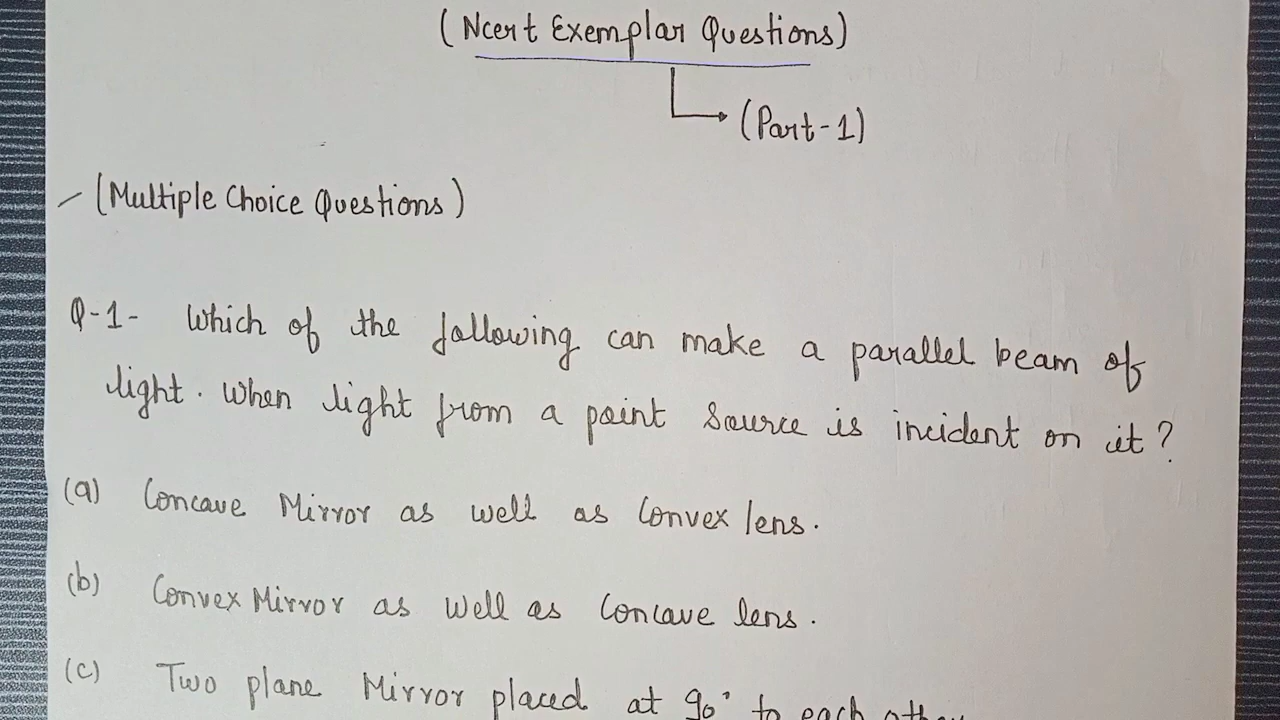 (Ncert Exemplar Questions)
(Part-1)
(Multiple Choice Questions)
Q-1- Which of the following can make a parallel beam of
light. When light from a point source is incident on it?
(a) Concave Mirror as well as Convex lens.
(b) Convex Mirror as well as Concave lens.
(c) Two plane Mirror placed at 90° to each other